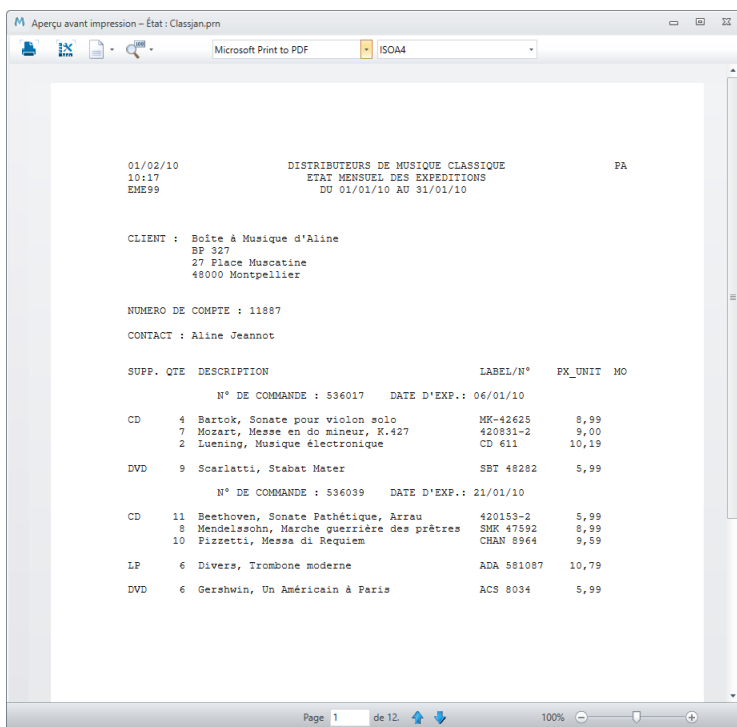 Aperçu avant impression – État : Classjan.prn
Microsoft Print to PDF ISOA4
01/02/10 DISTRIBUTEURS DE MUSIQUE CLASSIQUE PA
10:17 ETAT MENSUEL DES EXPEDITIONS
EME99 DU 01/01/10 AU 31/01/10
CLIENT : Boîte à Musique d'Aline
BP 327
27 Place Muscatine
48000 Montpellier
NUMERO DE COMPTE : 11887
CONTACT : Aline Jeannot
SUPP. QTE DESCRIPTION LABEL/N° PX_UNIT MO
N° DE COMMANDE : 536017 DATE D'EXP.: 06/01/10
CD 4 Bartok, Sonate pour violon solo MK-42625 8,99
7 Mozart, Messe en do mineur, K.427 420831-2 9,00
2 Luening, Musique électronique CD 611 10,19
DVD 9 Scarlatti, Stabat Mater SBT 48282 5,99
N° DE COMMANDE : 536039 DATE D'EXP.: 21/01/10
CD 11 Beethoven, Sonate Pathétique, Arrau 420153-2 5,99
8 Mendelssohn, Marche guerrière des prêtres SMK 47592 8,99
10 Pizzetti, Messa di Requiem CHAN 8964 9,59
LP 6 Divers, Trombone moderne ADA 581087 10,79
DVD 6 Gershwin, Un Américain à Paris ACS 8034 5,99
Page 1 de 12. 100%